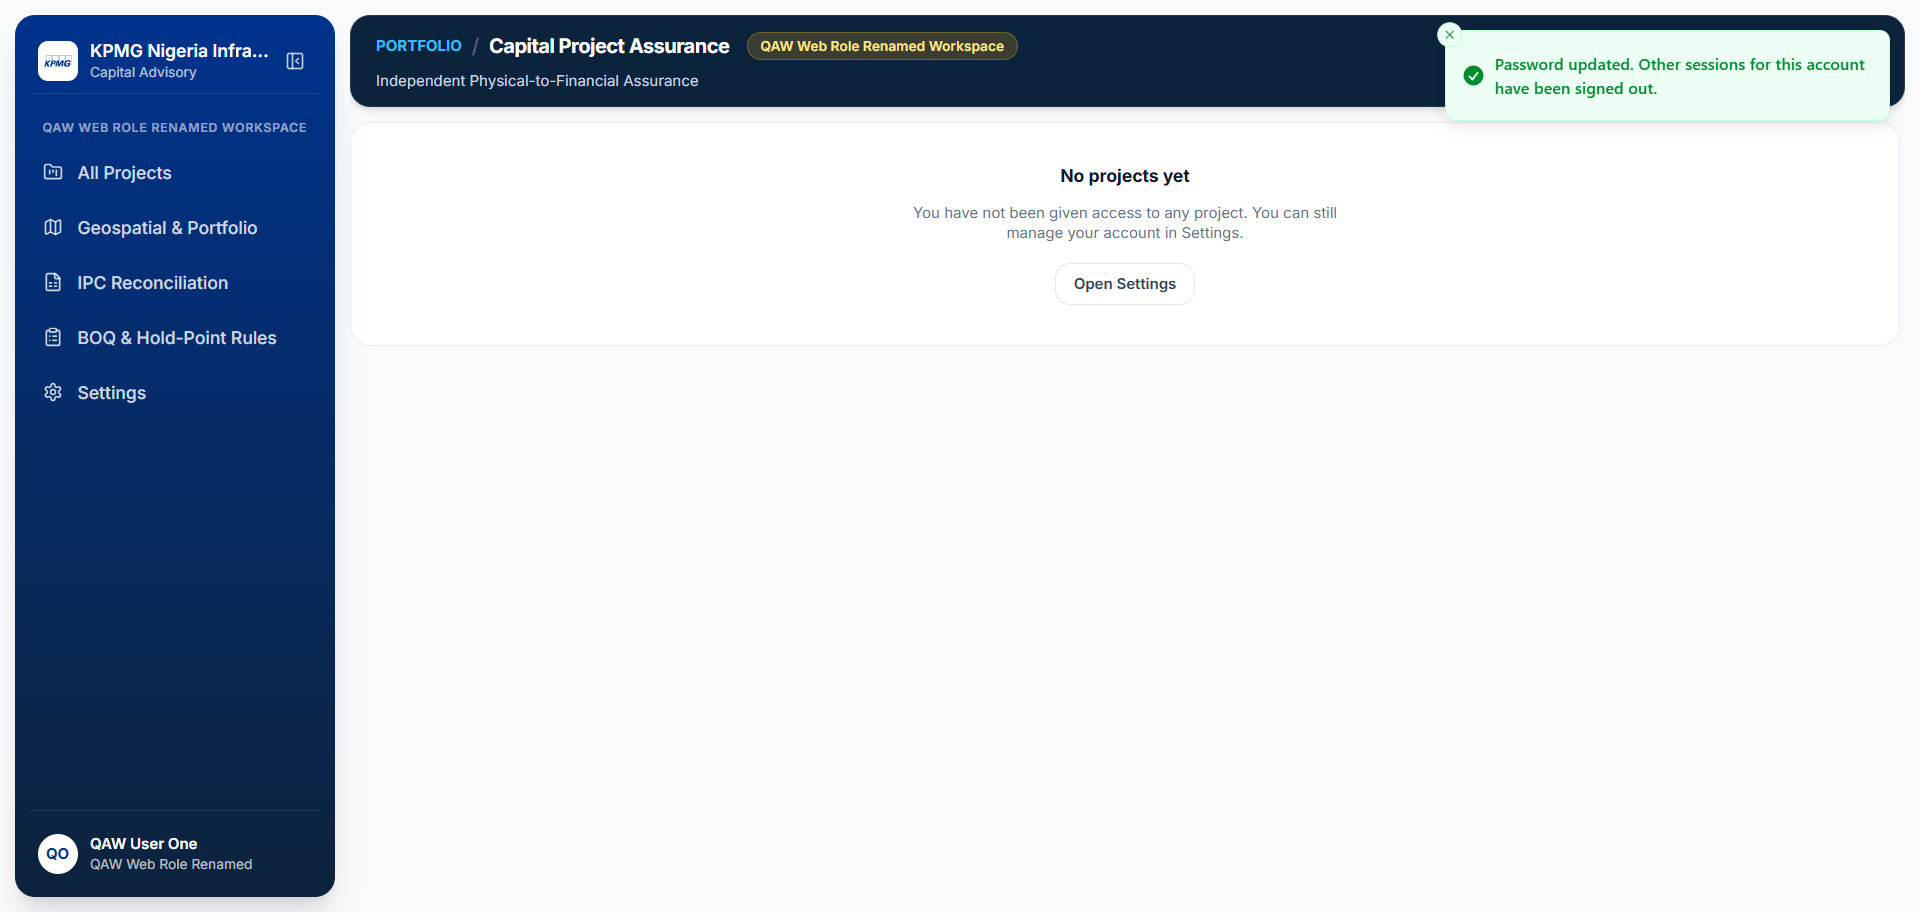 KPMG
KPMG Nigeria Infra...
Capital Advisory
QAW WEB ROLE RENAMED WORKSPACE
All Projects
Geospatial & Portfolio
IPC Reconciliation
BOQ & Hold-Point Rules
Settings
QO
QAW User One
QAW Web Role Renamed
PORTFOLIO / Capital Project Assurance QAW Web Role Renamed Workspace
Independent Physical-to-Financial Assurance
Password updated. Other sessions for this account
have been signed out.
No projects yet
You have not been given access to any project. You can still
manage your account in Settings.
Open Settings